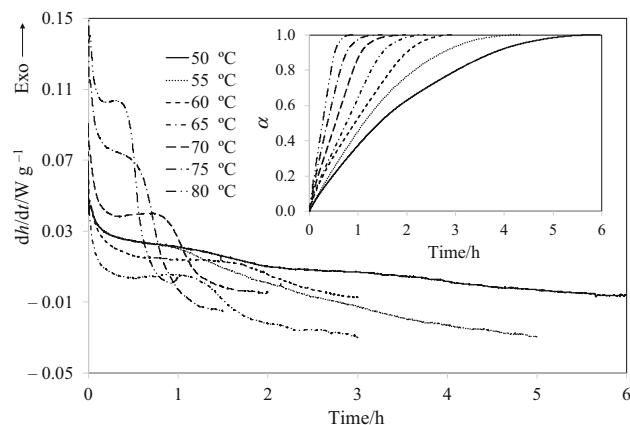 0.15
0.11
0.07
0.03
– 0.01
– 0.05
Exo
dh/dt/W g –1
0 1 2 3 4 5 6
Time/h
50 ºC
55 ºC
60 ºC
65 ºC
70 ºC
75 ºC
80 ºC
1.0
0.8
0.6
0.4
0.2
0.0
α
0 1 2 3 4 5 6
Time/h